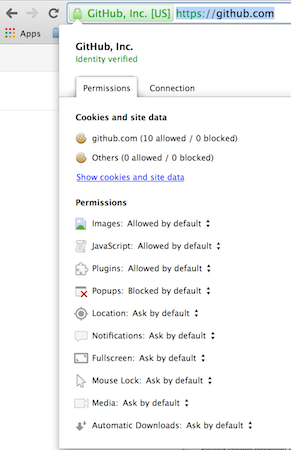 GitHub, Inc. [US] https://github.com
Apps
GitHub, Inc.
Identity verified
Permissions Connection
Cookies and site data
github.com (10 allowed / 0 blocked)
Others (0 allowed / 0 blocked)
Show cookies and site data
Permissions
Images: Allowed by default
JavaScript: Allowed by default
Plugins: Allowed by default
Popups: Blocked by default
Location: Ask by default
Notifications: Ask by default
Fullscreen: Ask by default
Mouse Lock: Ask by default
Media: Ask by default
Automatic Downloads: Ask by default